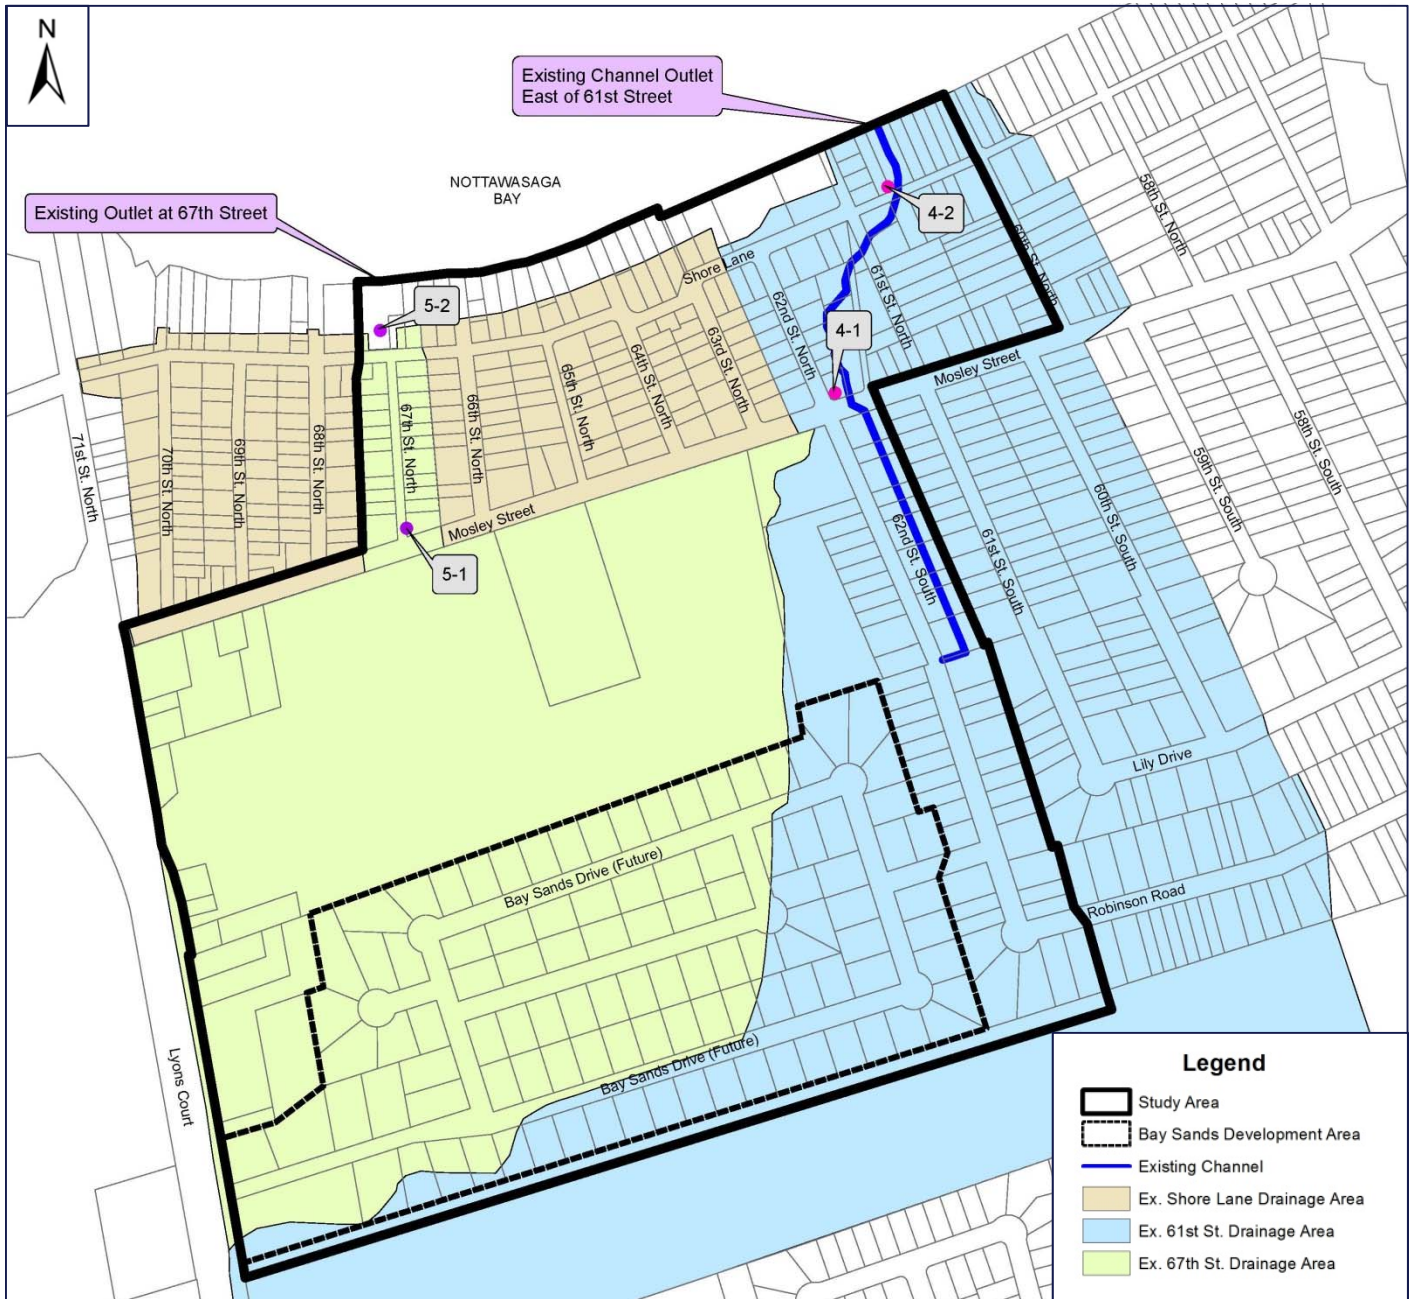 N
Existing Channel Outlet
East of 61st Street
NOTTAWASAGA
BAY
Existing Outlet at 67th Street
58th St. North
4-2
60th St. North
Shore Lane
61st St. North
62nd St. North
5-2
4-1
63rd St. North
64th St. North
65th St. North
Mosley Street
66th St. North
67th St. North
68th St. North
69th St. North
70th St. North
71st St. North
58th St. South
59th St. South
60th St. South
61st St. South
62nd St. South
Mosley Street
5-1
Lily Drive
Bay Sands Drive (Future)
Robinson Road
Bay Sands Drive (Future)
Lyons Court
Legend
Study Area
Bay Sands Development Area
Existing Channel
Ex. Shore Lane Drainage Area
Ex. 61st St. Drainage Area
Ex. 67th St. Drainage Area